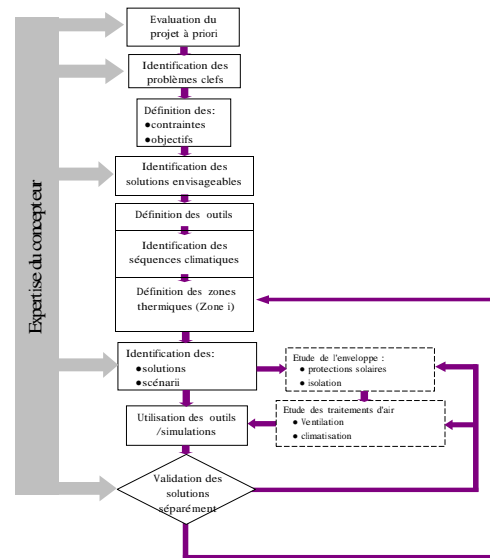 Expertise du concepteur
Evaluation du
projet à priori
Identification des
problèmes clefs
Définition des:
●contraintes
●objectifs
Identification des
solutions envisageables
Définition des outils
Identification des
séquences climatiques
Définition des zones
thermiques (Zone i)
Identification des:
●solutions
●scénarii
Etude de l'enveloppe :
● protections solaires
● isolation
Etude des traitements d'air
● Ventilation
● climatisation
Utilisation des outils
/simulations
Validation des
solutions
séparément